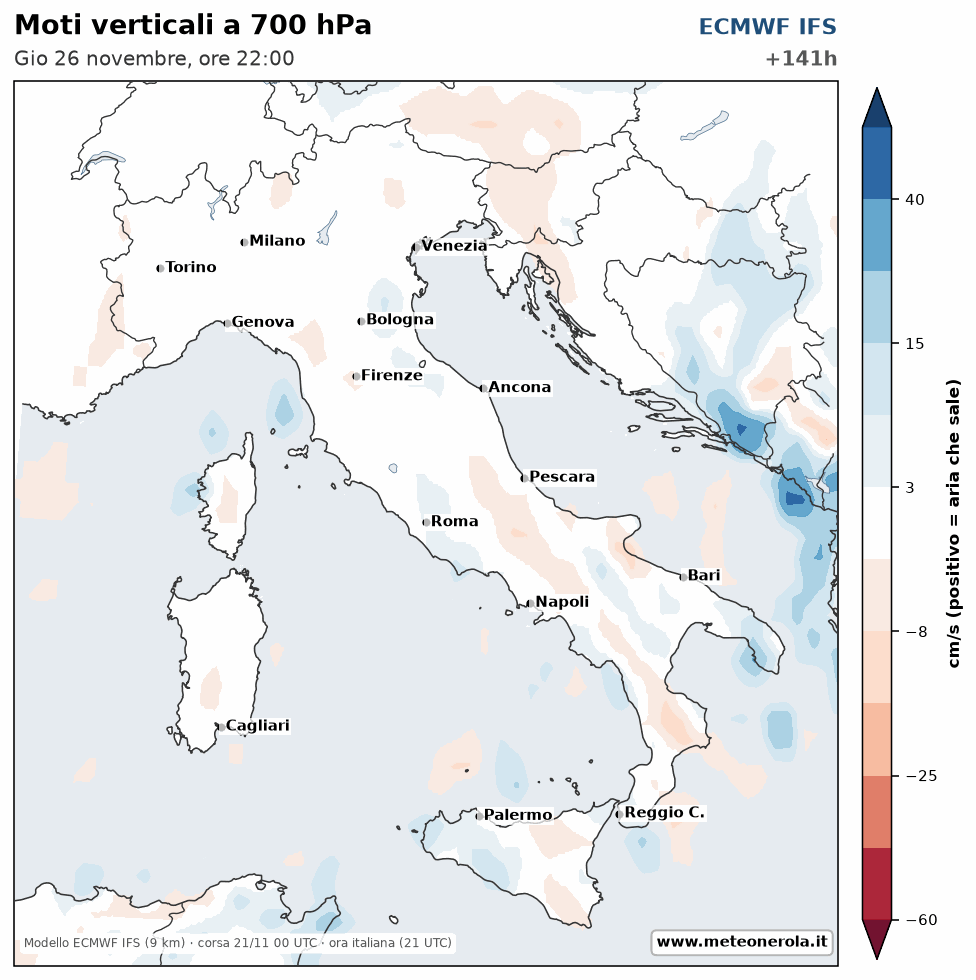 Moti verticali a 700 hPa
ECMWF IFS
Gio 26 novembre, ore 22:00
+141h
Milano
Venezia
Torino
Genova
Bologna
Firenze
Ancona
Pescara
Roma
Bari
Napoli
Cagliari
Palermo
Reggio C.
40
15
3
−8
−25
−60
cm/s (positivo = aria che sale)
Modello ECMWF IFS (9 km) · corsa 21/11 00 UTC · ora italiana (21 UTC)
www.meteonerola.it